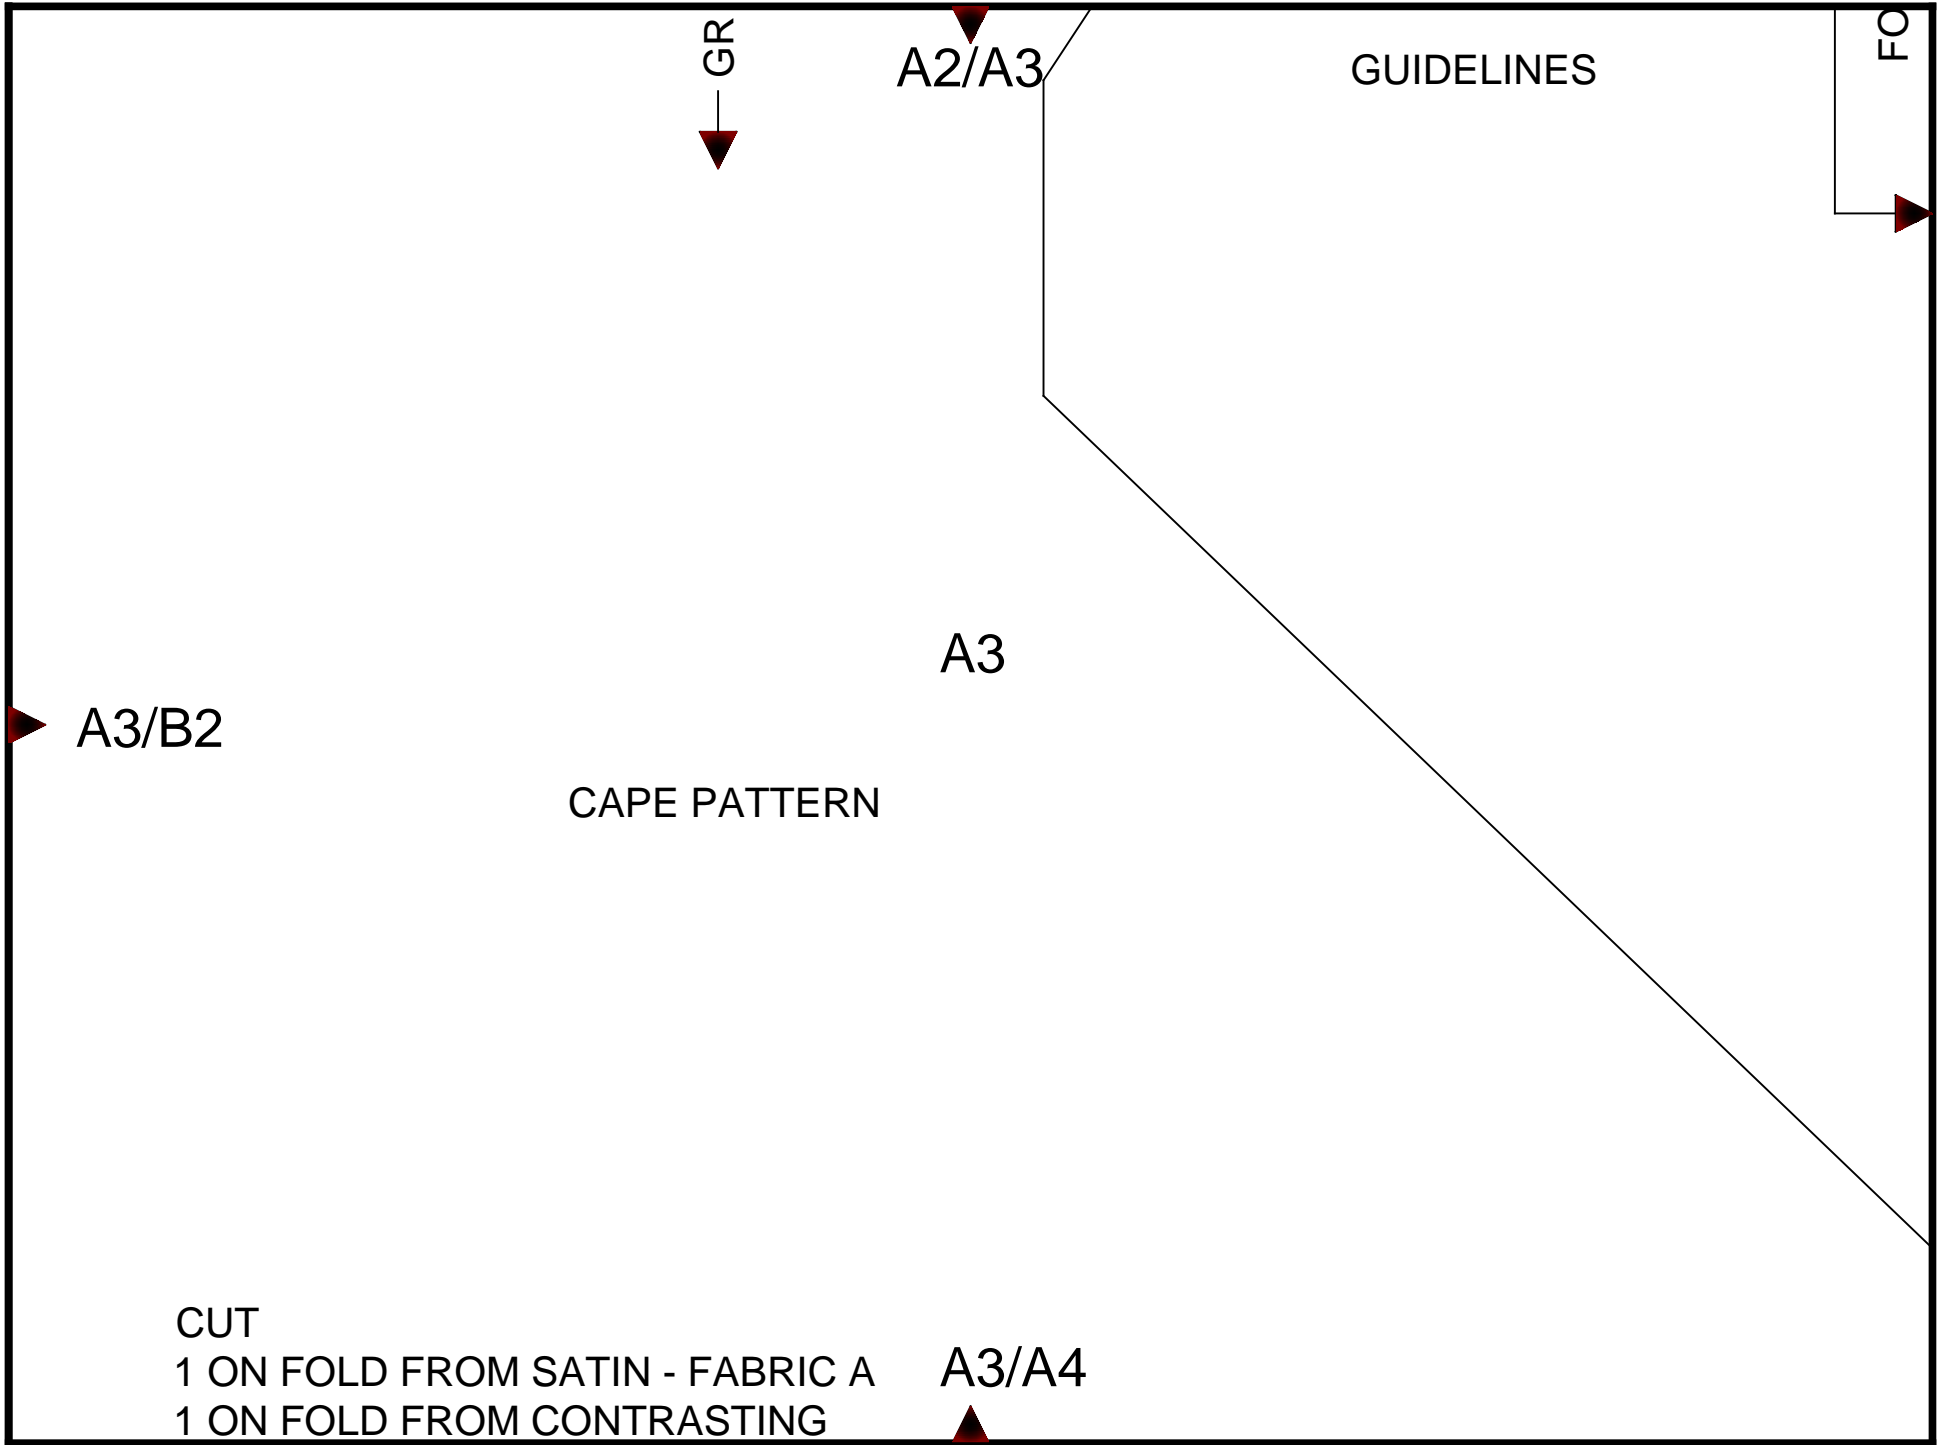 GR
A2/A3
GUIDELINES
FO
A3
A3/B2
CAPE PATTERN
CUT
1 ON FOLD FROM SATIN - FABRIC A
A3/A4
1 ON FOLD FROM CONTRASTING